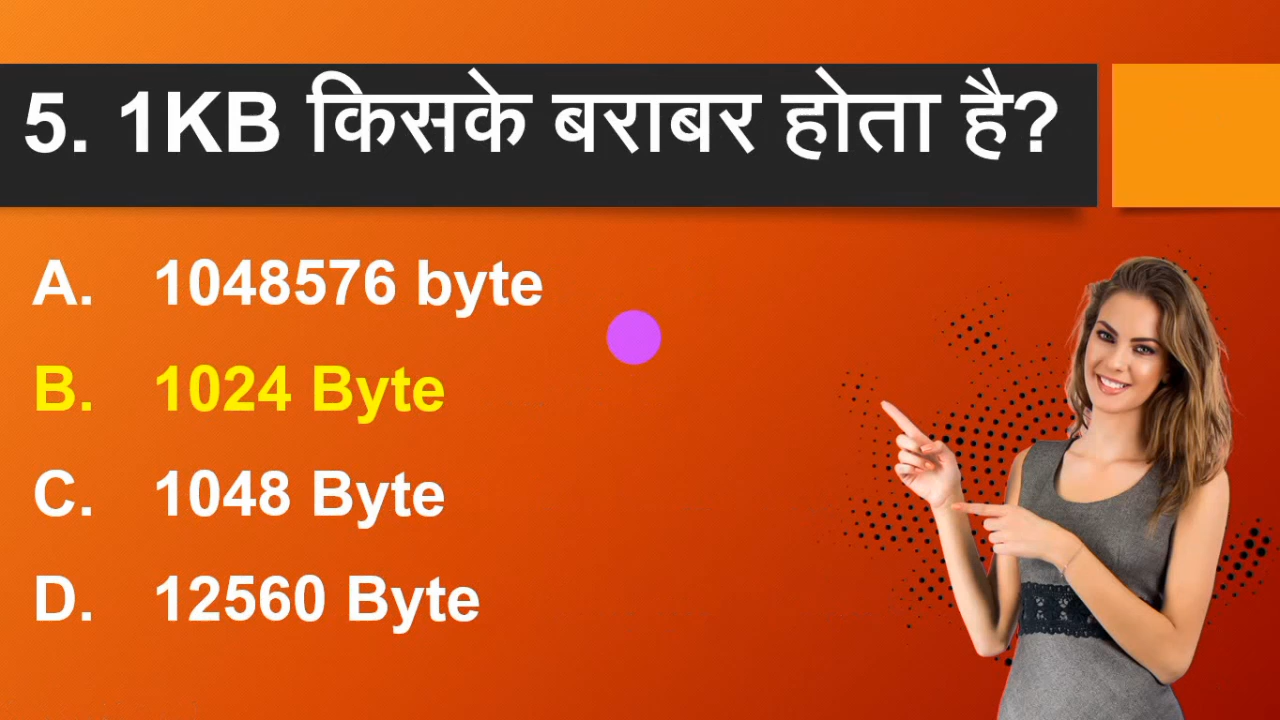 5. 1KB किसके बराबर होता है?
A. 1048576 byte
B. 1024 Byte
C. 1048 Byte
D. 12560 Byte